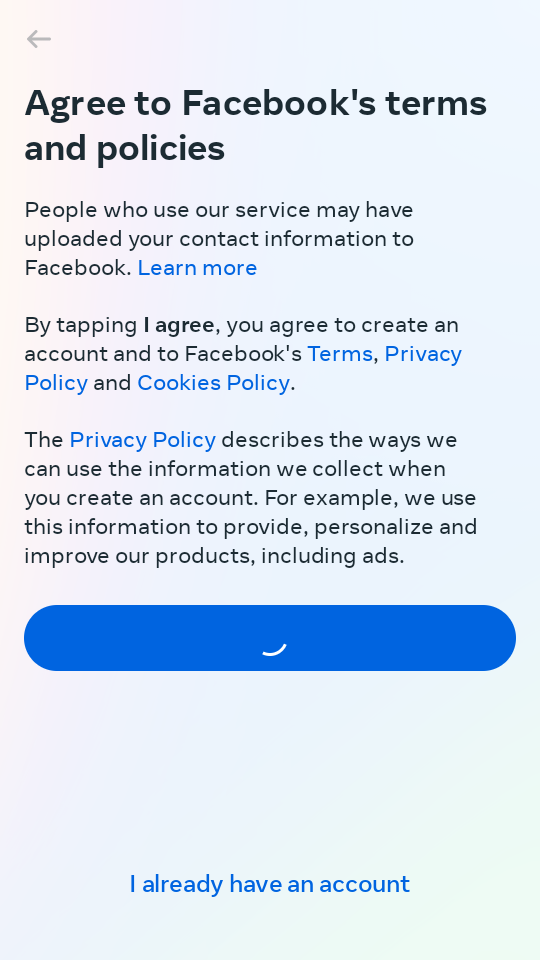 Agree to Facebook's terms
and policies
People who use our service may have
uploaded your contact information to
Facebook. Learn more
By tapping I agree, you agree to create an
account and to Facebook's Terms, Privacy
Policy and Cookies Policy.
The Privacy Policy describes the ways we
can use the information we collect when
you create an account. For example, we use
this information to provide, personalize and
improve our products, including ads.
I already have an account